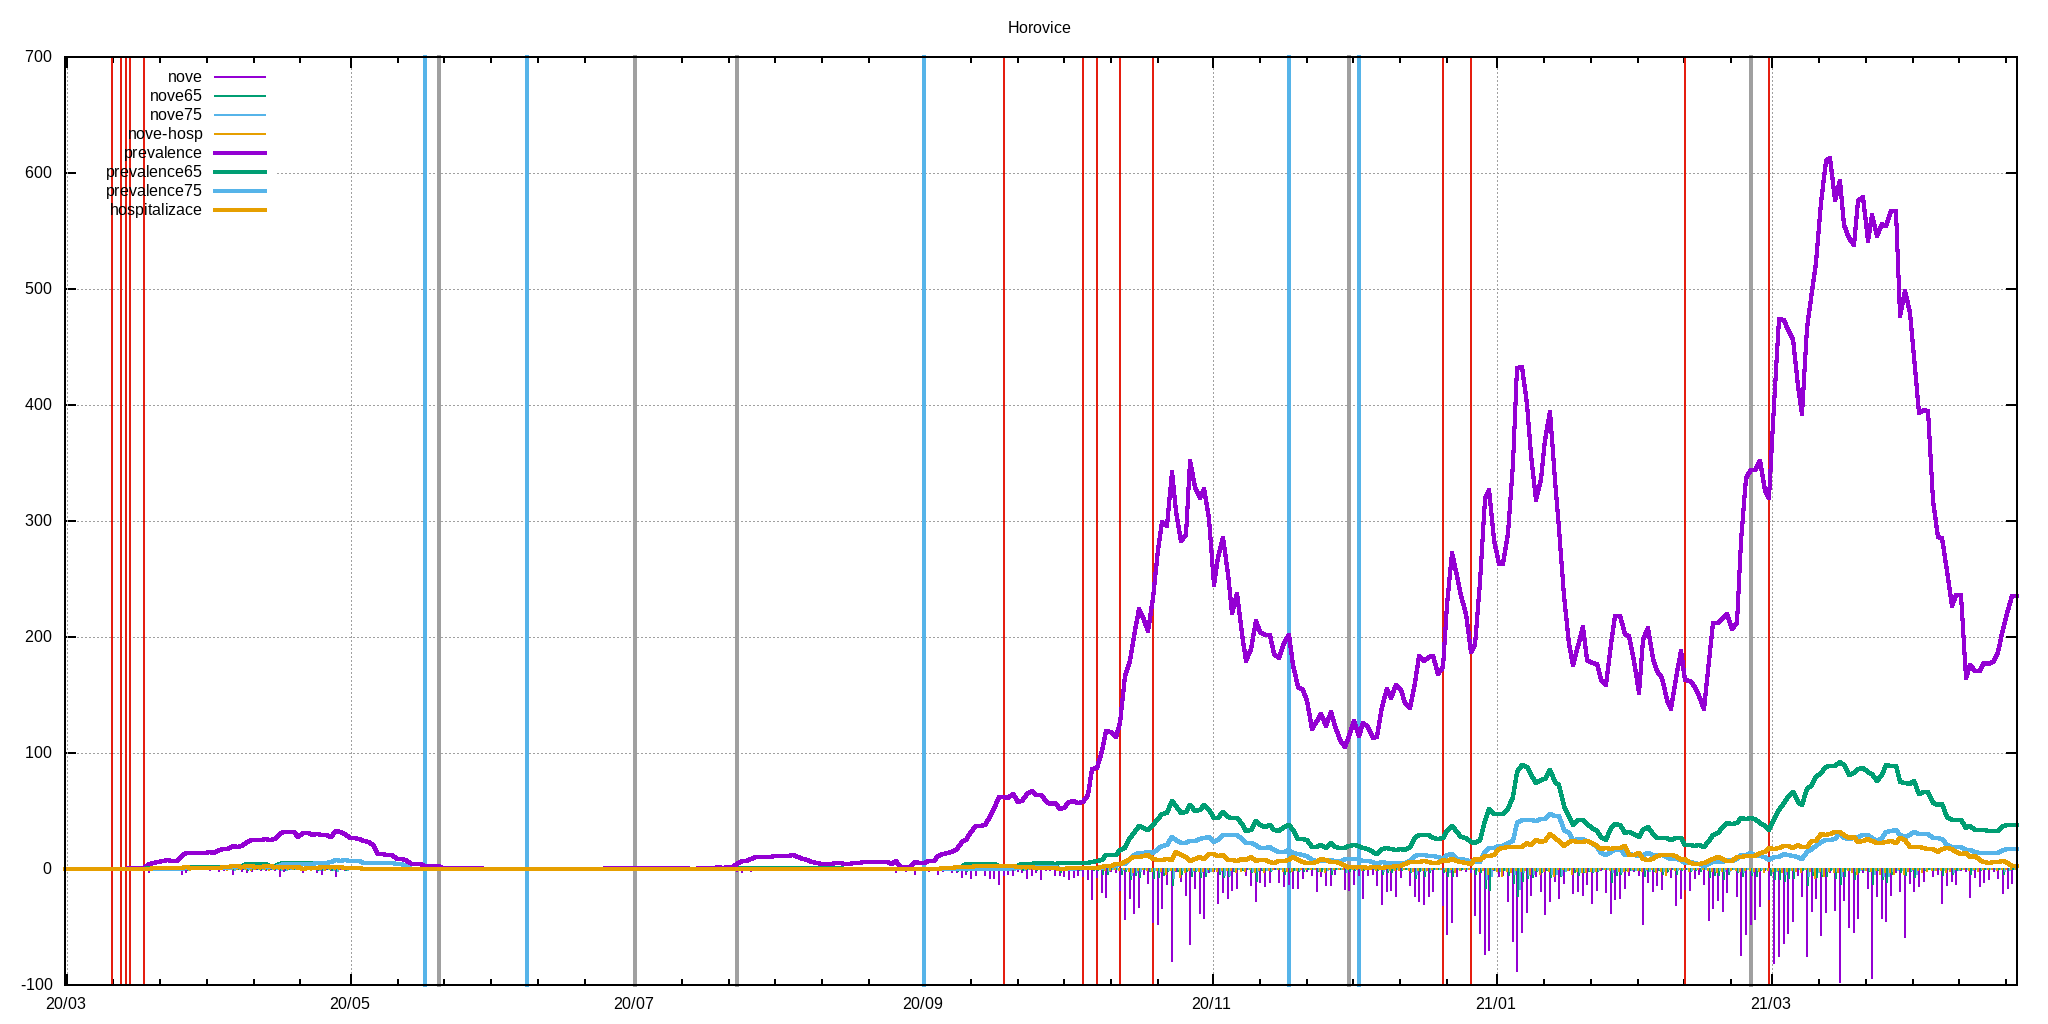 Horovice
700
600
500
400
300
200
100
0
-100
nove
nove65
nove75
nove-hosp
prevalence
prevalence65
prevalence75
hospitalizace
20/03 20/05 20/07 20/09 20/11 21/01 21/03